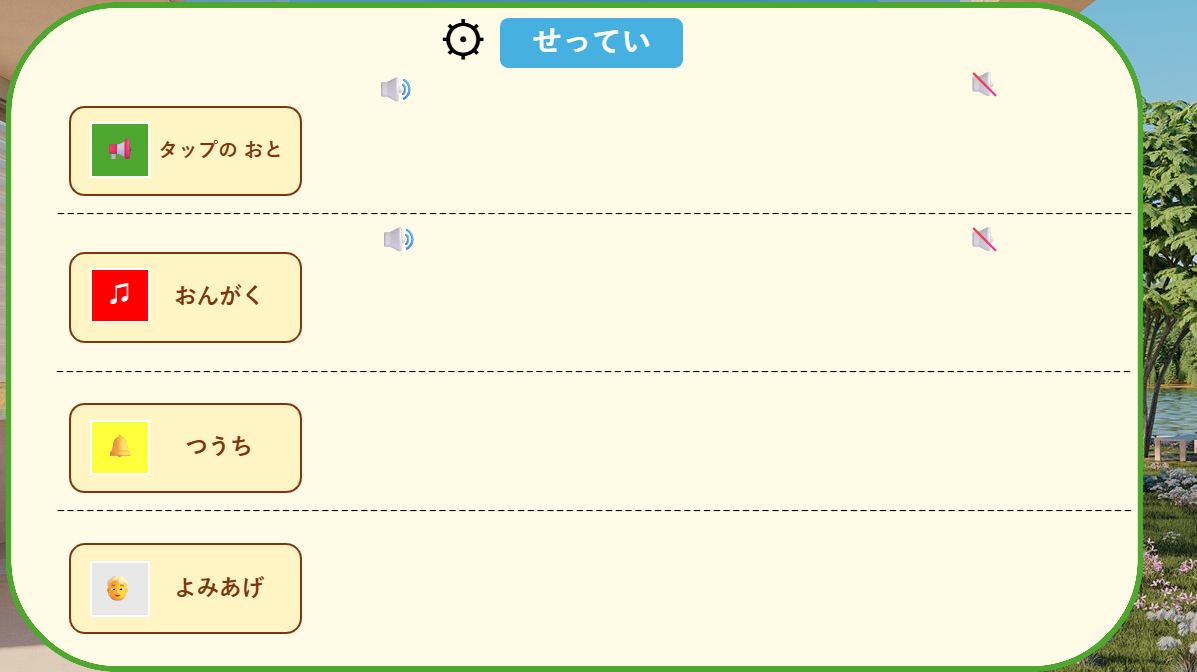 せってい
タップの おと
おんがく
つうち
よみあげ